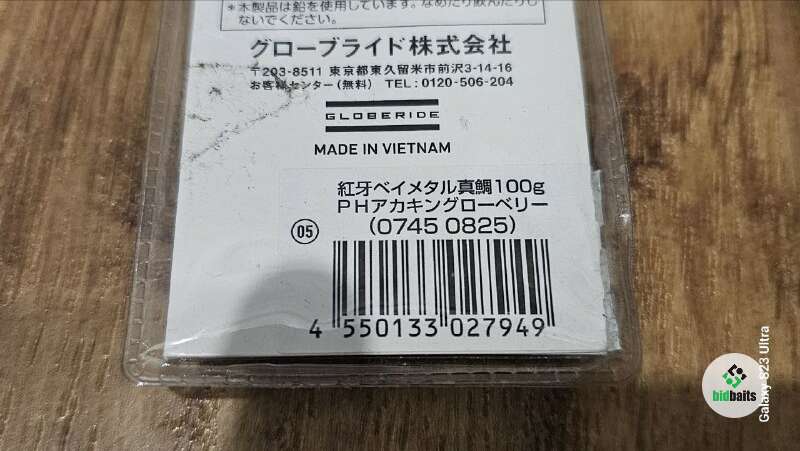 ＊本製品は鉛を使用しています。なめたり飲んだりし
ないでください。
グローブライド株式会社
〒203-8511 東京都東久留米市前沢3-14-16
お客様センター（無料） TEL：0120-506-204
GLOBERIDE
MADE IN VIETNAM
紅牙ベイメタル真鯛100g
PHアカキングローベリー
(0745 0825)
05
4 550133 027949
bidbaits
Galaxy S23 Ultra